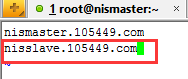 1 root@nismaster:~
nismaster.105449.com
nisslave.105449.com
~